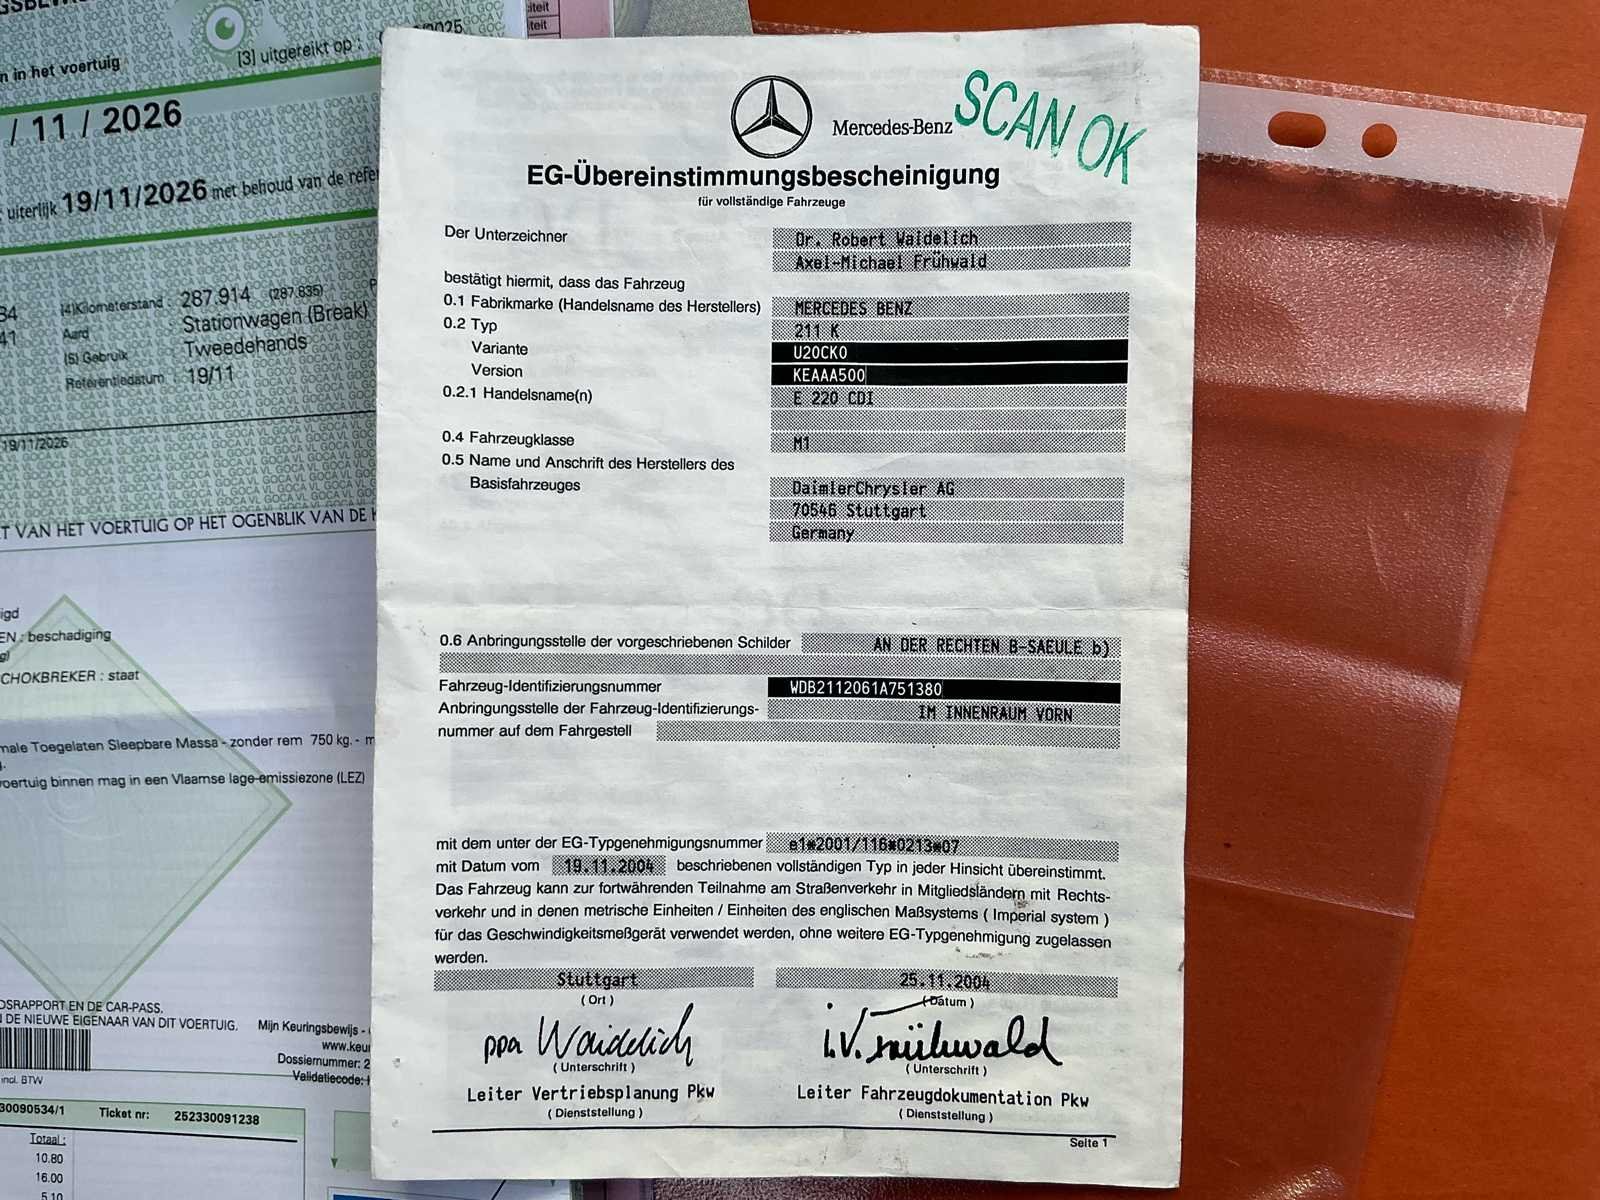 [3] uitgereikt op :
n in het voertuig
/ 11 / 2026
uiterlijk 19/11/2026 met behoud van de refe
[4]Kilometerstand : 287.914 (287.835)
Aard : Stationwagen (Break)
[5] Gebruik : Tweedehands
Referentiedatum : 19/11
19/11/2026
T VAN HET VOERTUIG OP HET OGENBLIK VAN DE K
igd
EN : beschadiging
g)
CHOKBREKER : staat
male Toegelaten Sleepbare Massa - zonder rem 750 kg. - m
voertuig binnen mag in een Vlaamse lage-emissiezone (LEZ)
DSRAPPORT EN DE CAR-PASS.
N DE NIEUWE EIGENAAR VAN DIT VOERTUIG.
Mijn Keuringsbewijs -
www.keu
Dossiernummer: 2
Validatiecode:
incl. BTW
30090534/1 Ticket nr: 252330091238
Totaal :
10.80
16.00
5.10
Mercedes-Benz
SCAN OK
EG-Übereinstimmungsbescheinigung
für vollständige Fahrzeuge
Der Unterzeichner Dr. Robert Waidelich
Axel-Michael Frühwald
bestätigt hiermit, dass das Fahrzeug
0.1 Fabrikmarke (Handelsname des Herstellers) MERCEDES BENZ
0.2 Typ 211 K
Variante U20CK0
Version KEAAA500
0.2.1 Handelsname(n) E 220 CDI
0.4 Fahrzeugklasse M1
0.5 Name und Anschrift des Herstellers des
Basisfahrzeuges DaimlerChrysler AG
70546 Stuttgart
Germany
0.6 Anbringungsstelle der vorgeschriebenen Schilder AN DER RECHTEN B-SAEULE b)
Fahrzeug-Identifizierungsnummer WDB2112061A751380
Anbringungsstelle der Fahrzeug-Identifizierungs- IM INNENRAUM VORN
nummer auf dem Fahrgestell
mit dem unter der EG-Typgenehmigungsnummer e1*2001/116*0213*07
mit Datum vom 19.11.2004 beschriebenen vollständigen Typ in jeder Hinsicht übereinstimmt.
Das Fahrzeug kann zur fortwährenden Teilnahme am Straßenverkehr in Mitgliedsländern mit Rechts-
verkehr und in denen metrische Einheiten / Einheiten des englischen Maßsystems ( Imperial system )
für das Geschwindigkeitsmeßgerät verwendet werden, ohne weitere EG-Typgenehmigung zugelassen
werden.
Stuttgart 25.11.2004
( Ort ) ( Datum )
ppa Waidelich i.V. Frühwald
( Unterschrift ) ( Unterschrift )
Leiter Vertriebsplanung Pkw Leiter Fahrzeugdokumentation Pkw
( Dienststellung ) ( Dienststellung )
Seite 1